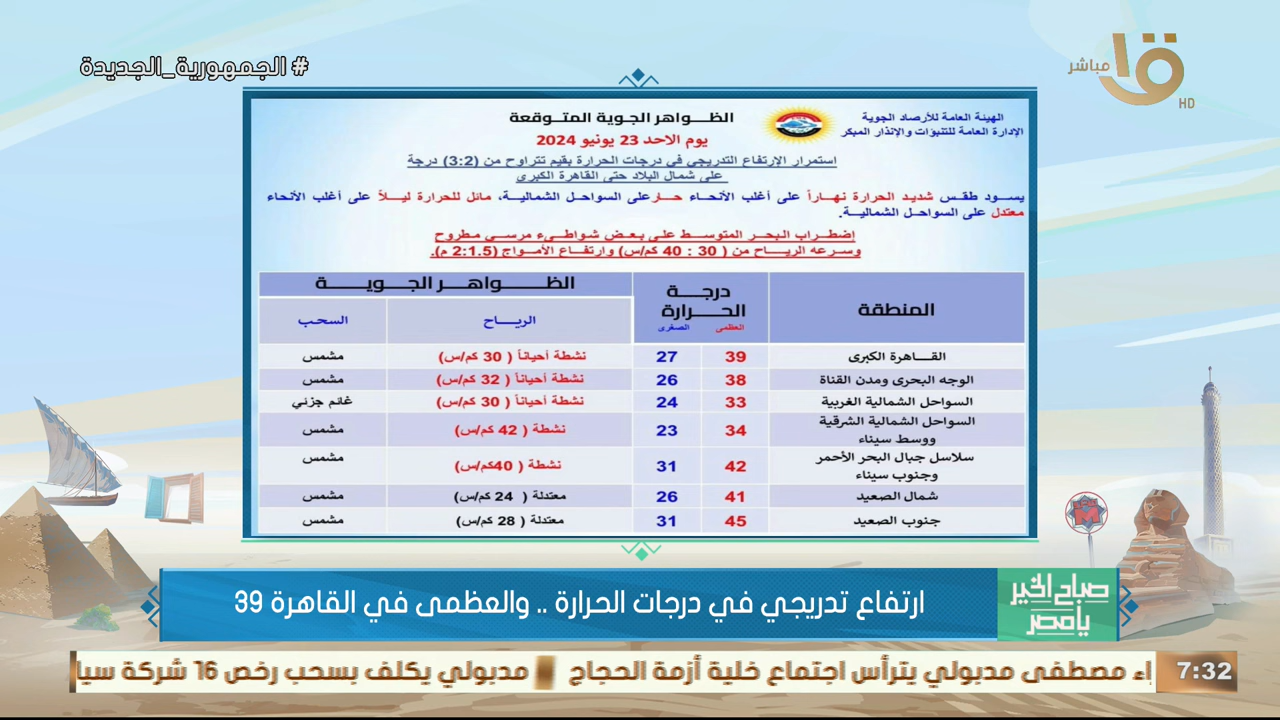 # الجمهورية_الجديدة
مباشر
HD
الهيئة العامة للأرصاد الجوية
الإدارة العامة للتنبؤات والإنذار المبكر
الظواهر الجوية المتوقعة
يوم الاحد 23 يونيو 2024
استمرار الإرتفاع التدريجي في درجات الحرارة بقيم تتراوح من (3:2) درجة
على شمال البلاد حتى القاهرة الكبرى
يسود طقس شديد الحرارة نهاراً على أغلب الأنحاء حار على السواحل الشمالية، مائل للحرارة ليلاً على أغلب الأنحاء
معتدل على السواحل الشمالية.
إضطراب البحر المتوسط على بعض شواطيء مرسي مطروح
وسرعه الرياح من ( 30 : 40 كم/س) وارتفاع الأمواج (2:1.5 م).
المنطقة درجة الحرارة الظواهر الجوية
العظمى الصغرى الرياح السحب
القاهرة الكبرى 39 27 نشطة أحياناً ( 30 كم/س) مشمس
الوجه البحرى ومدن القناة 38 26 نشطة أحياناً ( 32 كم/س) مشمس
السواحل الشمالية الغربية 33 24 نشطة أحياناً ( 30 كم/س) غائم جزئي
السواحل الشمالية الشرقية ووسط سيناء 34 23 نشطة ( 42 كم/س) مشمس
سلاسل جبال البحر الأحمر وجنوب سيناء 42 31 نشطة ( 40كم/س) مشمس
شمال الصعيد 41 26 معتدلة ( 24 كم/س) مشمس
جنوب الصعيد 45 31 معتدلة ( 28 كم/س) مشمس
صباح الخير يا مصر
ارتفاع تدريجي في درجات الحرارة .. والعظمى في القاهرة 39
7:32 إء مصطفى مدبولي يترأس اجتماع خلية أزمة الحجاج مدبولي يكلف بسحب رخص 16 شركة سيا